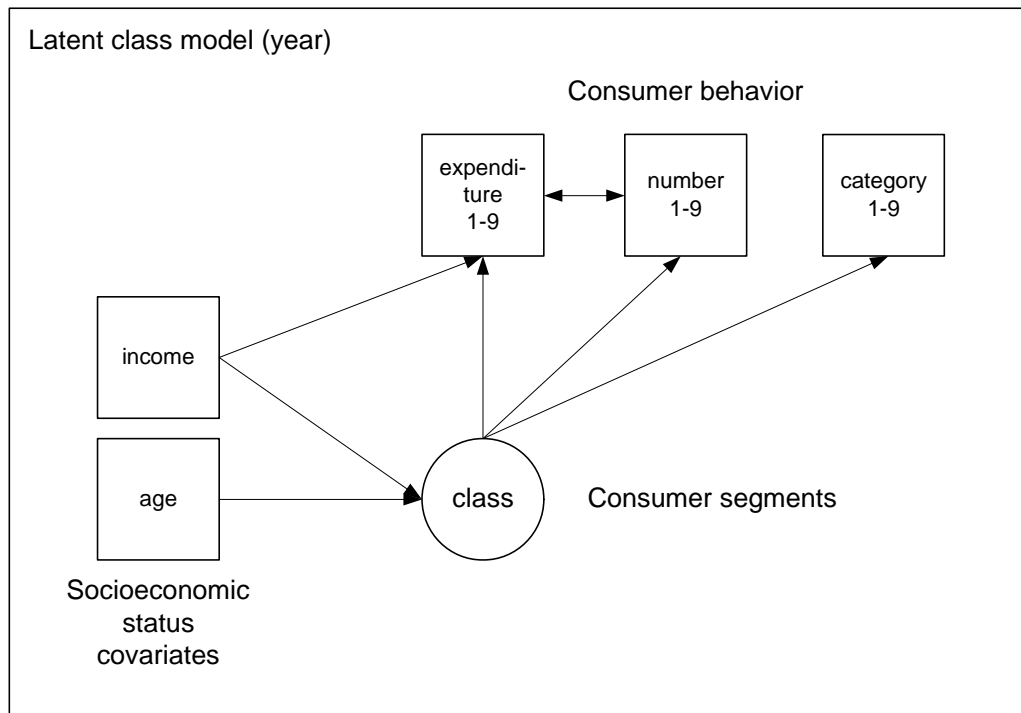 Latent class model (year)
Consumer behavior
expendi-
ture
1-9
number
1-9
category
1-9
income
age
class
Consumer segments
Socioeconomic
status
covariates